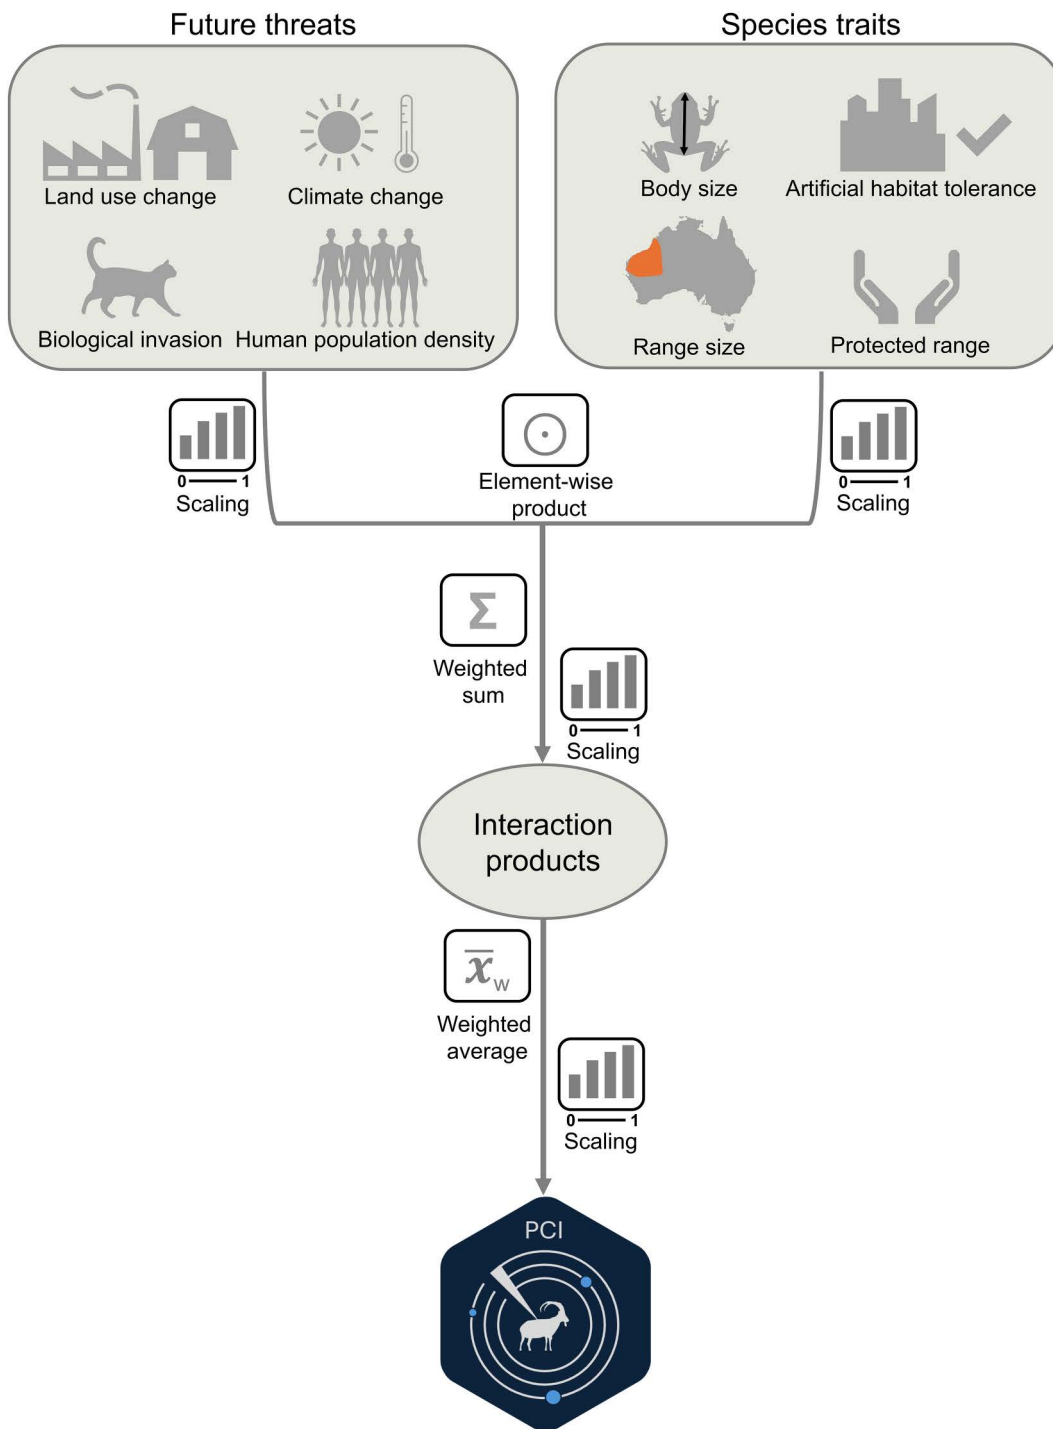 Future threats
Species traits
Land use change
Climate change
Biological invasion
Human population density
Body size
Artificial habitat tolerance
Range size
Protected range
0 1
Scaling
Element-wise
product
0 1
Scaling
Σ
Weighted
sum
0 1
Scaling
Interaction
products
x̅w
Weighted
average
0 1
Scaling
PCI